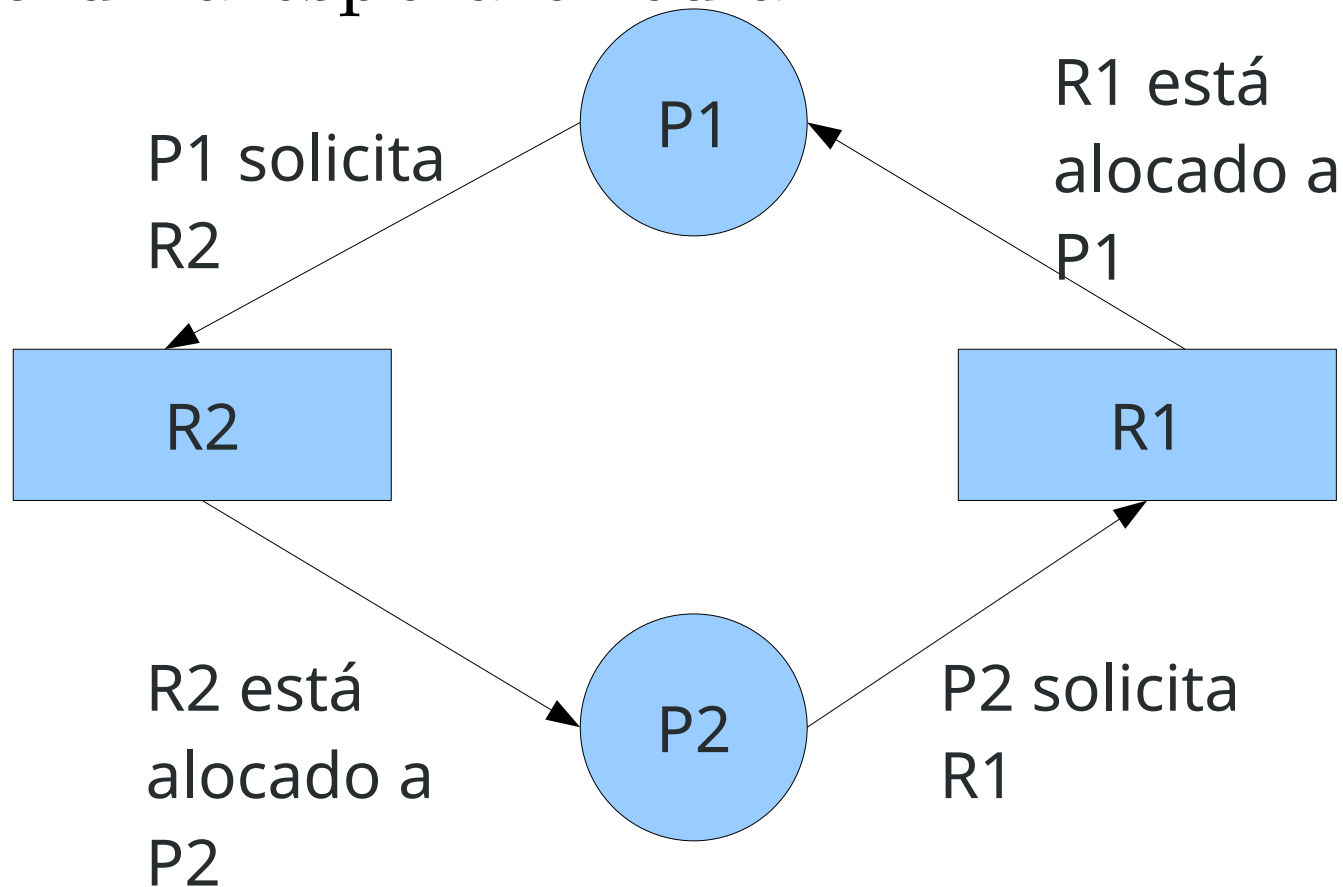 P1
R1 está
alocado a
P1
P1 solicita
R2
R2
R1
R2 está
alocado a
P2
P2
P2 solicita
R1